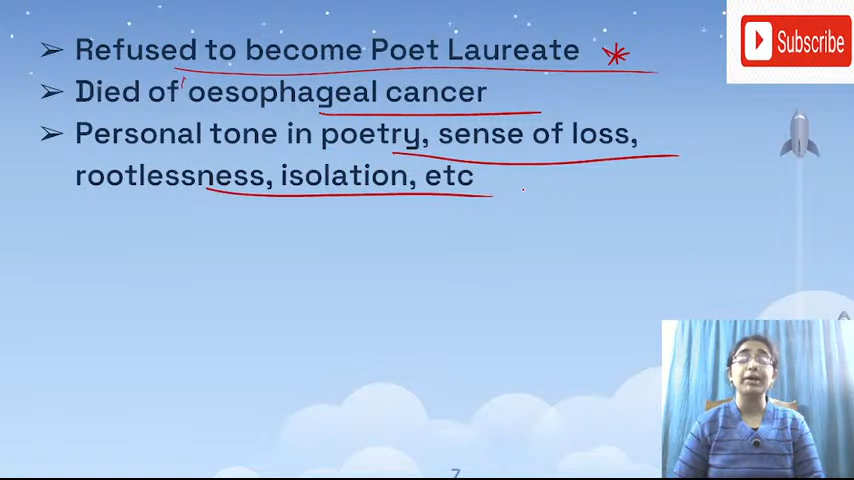 ➢ Refused to become Poet Laureate *
Subscribe
➢ Died of oesophageal cancer
➢ Personal tone in poetry, sense of loss,
rootlessness, isolation, etc
7